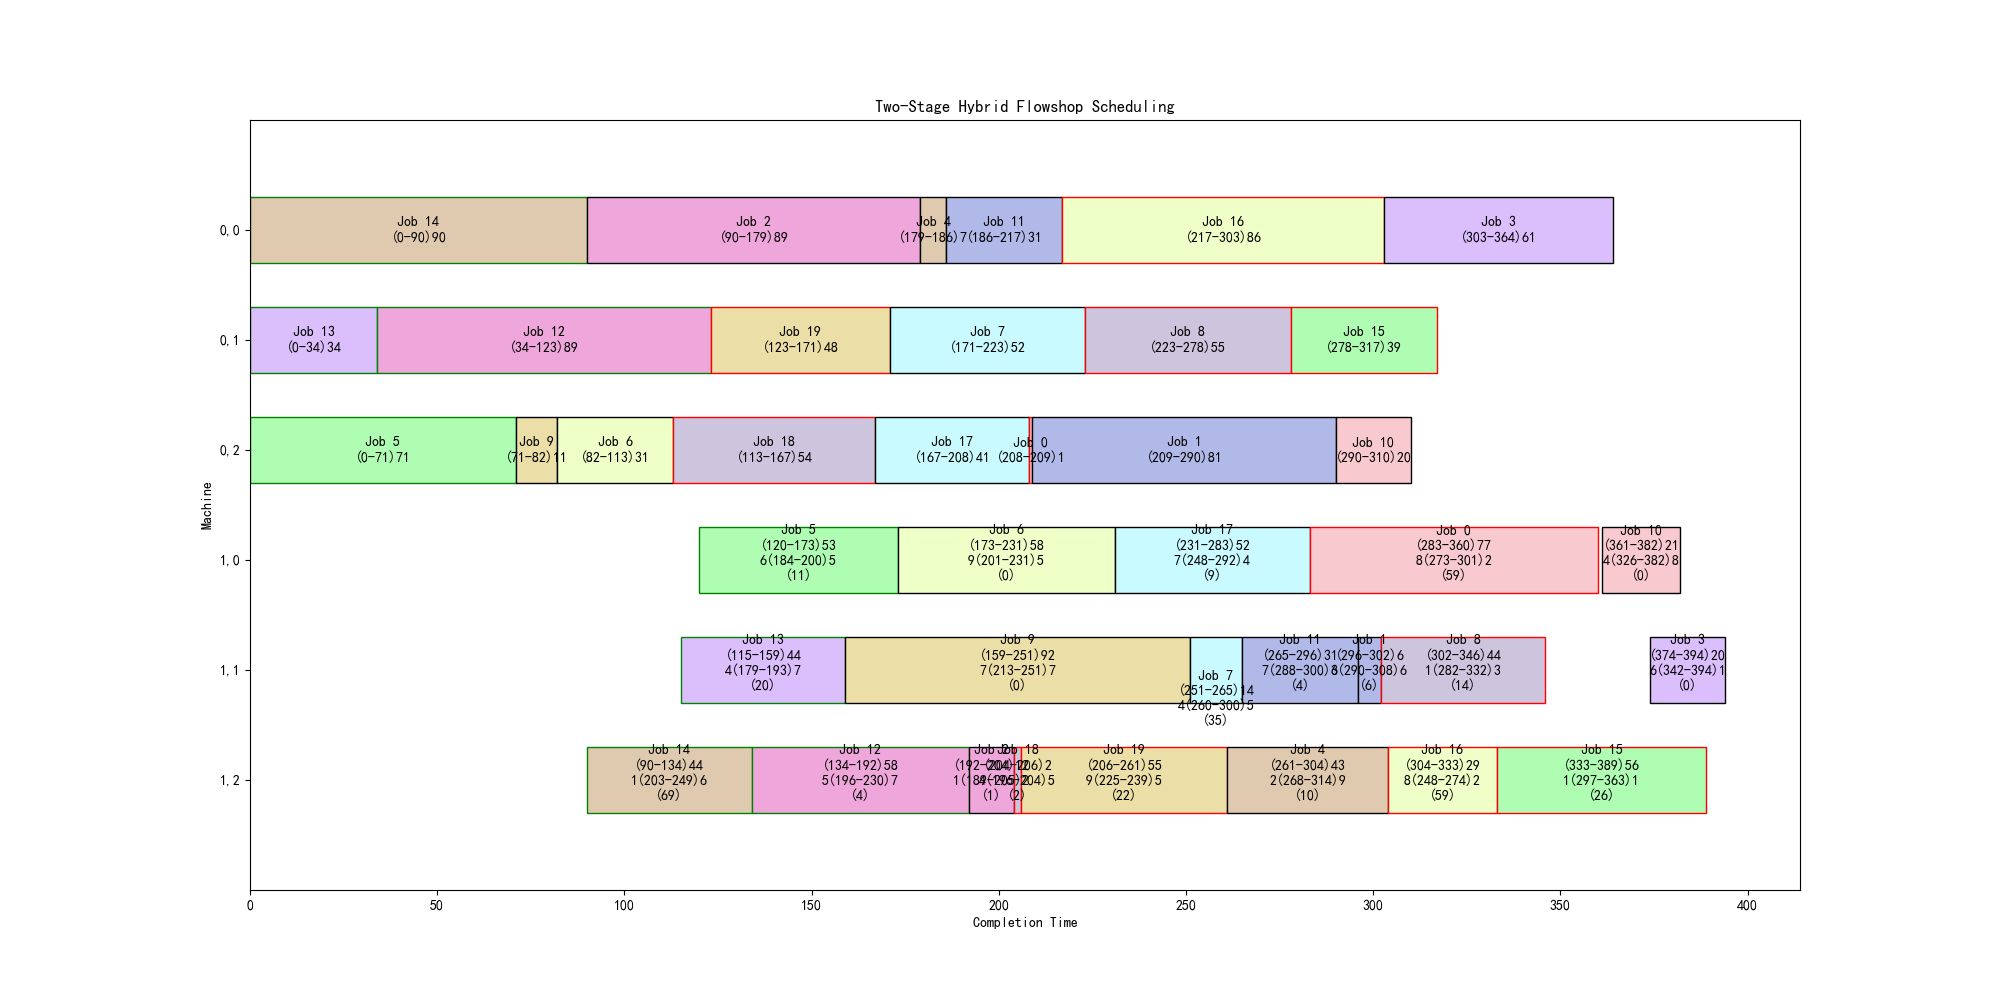 Two-Stage Hybrid Flowshop Scheduling
0,0
Job 14
(0-90)90
Job 2
(90-179)89
Job 4
(179-186)7
Job 11
(186-217)31
Job 16
(217-303)86
Job 3
(303-364)61
0,1
Job 13
(0-34)34
Job 12
(34-123)89
Job 19
(123-171)48
Job 7
(171-223)52
Job 8
(223-278)55
Job 15
(278-317)39
0,2
Job 5
(0-71)71
Job 9
(71-82)11
Job 6
(82-113)31
Job 18
(113-167)54
Job 17
(167-208)41
Job 0
(208-209)1
Job 1
(209-290)81
Job 10
(290-310)20
Machine
1,0
Job 5
(120-173)53
6(184-200)5
(11)
Job 6
(173-231)58
9(201-231)5
(0)
Job 17
(231-283)52
7(248-292)4
(9)
Job 0
(283-360)77
8(273-301)2
(59)
Job 10
(361-382)21
4(326-382)8
(0)
1,1
Job 13
(115-159)44
4(179-193)7
(20)
Job 9
(159-251)92
7(213-251)7
(0)
Job 7
(251-265)14
4(260-300)5
(35)
Job 11
(265-296)31
7(288-300)8
(4)
Job 1
(296-302)6
(290-308)6
(6)
Job 8
(302-346)44
1(282-332)3
(14)
Job 3
(374-394)20
6(342-394)1
(0)
1,2
Job 14
(90-134)44
1(203-249)6
(69)
Job 12
(134-192)58
5(196-230)7
(4)
Job 2
(192-204)12
(1)
Job 18
(204-206)2
(2)
Job 19
(206-261)55
9(225-239)5
(22)
Job 4
(261-304)43
2(268-314)9
(10)
Job 16
(304-333)29
8(248-274)2
(59)
Job 15
(333-389)56
1(297-363)1
(26)
0
50
100
150
200
250
300
350
400
Completion Time